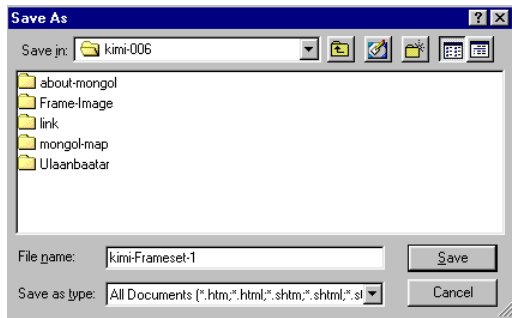 Save As
Save in: kimi-006
about-mongol
Frame-Image
link
mongol-map
Ulaanbaatar
File name: kimi-Frameset-1 Save
Save as type: All Documents (*.htm;*.html;*.shtm;*.shtml;*.sl Cancel